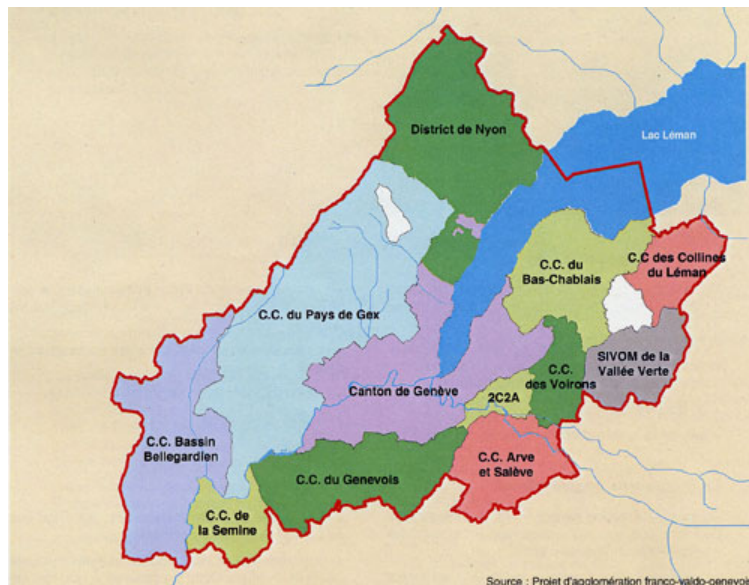 District de Nyon
Lac Léman
C.C. du
Bas-Chablais
C.C des Collines
du Léman
C.C. du Pays de Gex
SIVOM de la
Vallée Verte
C.C.
des Voirons
Canton de Genève
2C2A
C.C. Bassin
Bellegardien
C.C. Arve
et Salève
C.C. du Genevois
C.C. de
la Semine
Source : Projet d'agglomération franco-valdo-genevois